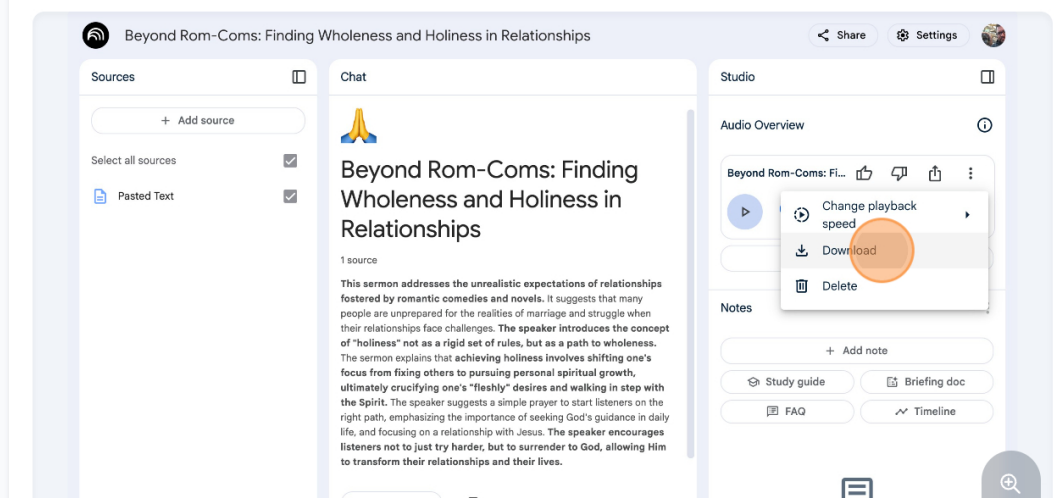 Beyond Rom-Coms: Finding Wholeness and Holiness in Relationships
Share
Settings
Sources
+ Add source
Select all sources
Pasted Text
Chat
Beyond Rom-Coms: Finding
Wholeness and Holiness in
Relationships
1 source
This sermon addresses the unrealistic expectations of relationships
fostered by romantic comedies and novels. It suggests that many
people are unprepared for the realities of marriage and struggle when
their relationships face challenges. The speaker introduces the concept
of "holiness" not as a rigid set of rules, but as a path to wholeness.
The sermon explains that achieving holiness involves shifting one's
focus from fixing others to pursuing personal spiritual growth,
ultimately crucifying one's "fleshly" desires and walking in step with
the Spirit. The speaker suggests a simple prayer to start listeners on the
right path, emphasizing the importance of seeking God's guidance in daily
life, and focusing on a relationship with Jesus. The speaker encourages
listeners not to just try harder, but to surrender to God, allowing Him
to transform their relationships and their lives.
Studio
Audio Overview
Beyond Rom-Coms: Fi...
Change playback
speed
Download
Delete
Notes
+ Add note
Study guide
Briefing doc
FAQ
Timeline